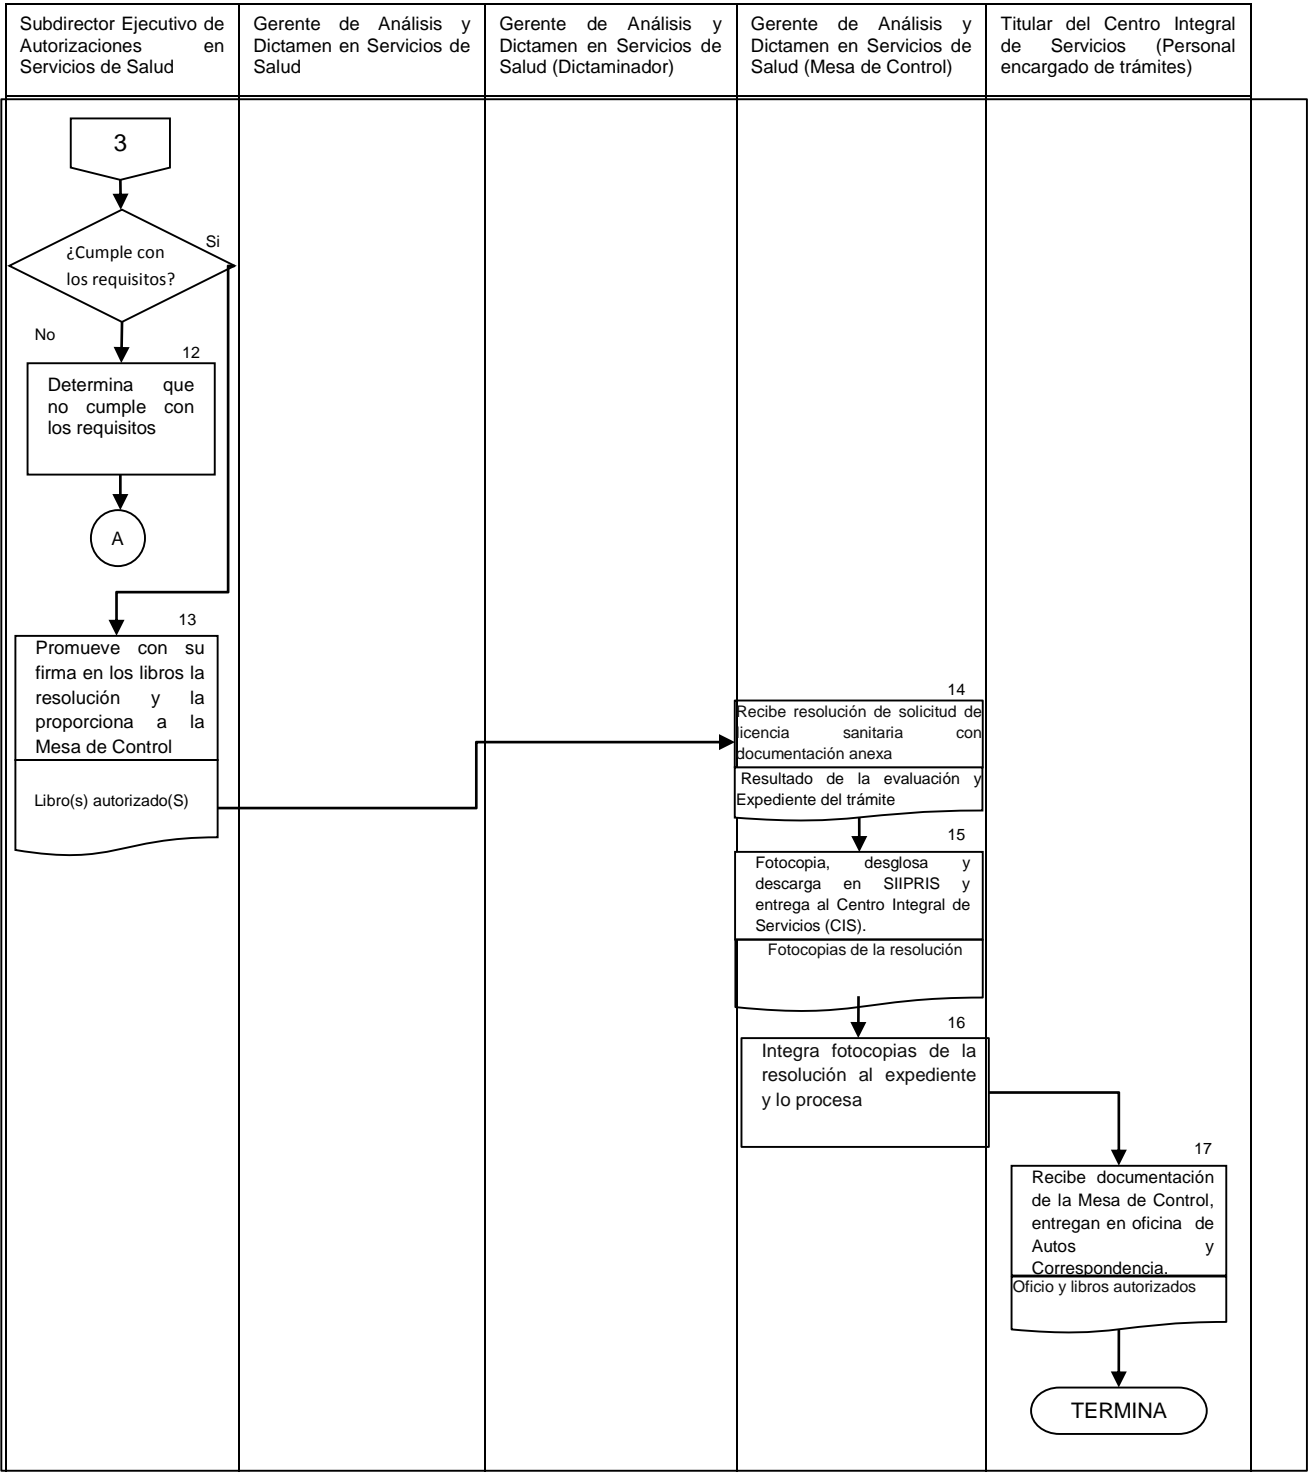 Subdirector Ejecutivo de
Autorizaciones en
Servicios de Salud
Gerente de Análisis y
Dictamen en Servicios de
Salud
Gerente de Análisis y
Dictamen en Servicios de
Salud (Dictaminador)
Gerente de Análisis y
Dictamen en Servicios de
Salud (Mesa de Control)
Titular del Centro Integral
de Servicios (Personal
encargado de trámites)
3
Si
¿Cumple con
los requisitos?
No
12
Determina que
no cumple con
los requisitos
A
13
Promueve con su
firma en los libros la
resolución y la
proporciona a la
Mesa de Control
Libro(s) autorizado(S)
14
Recibe resolución de solicitud de
licencia sanitaria con
documentación anexa
Resultado de la evaluación y
Expediente del trámite
15
Fotocopia, desglosa y
descarga en SIIPRIS y
entrega al Centro Integral de
Servicios (CIS).
Fotocopias de la resolución
16
Integra fotocopias de la
resolución al expediente
y lo procesa
17
Recibe documentación
de la Mesa de Control,
entregan en oficina de
Autos y
Correspondencia.
Oficio y libros autorizados
TERMINA